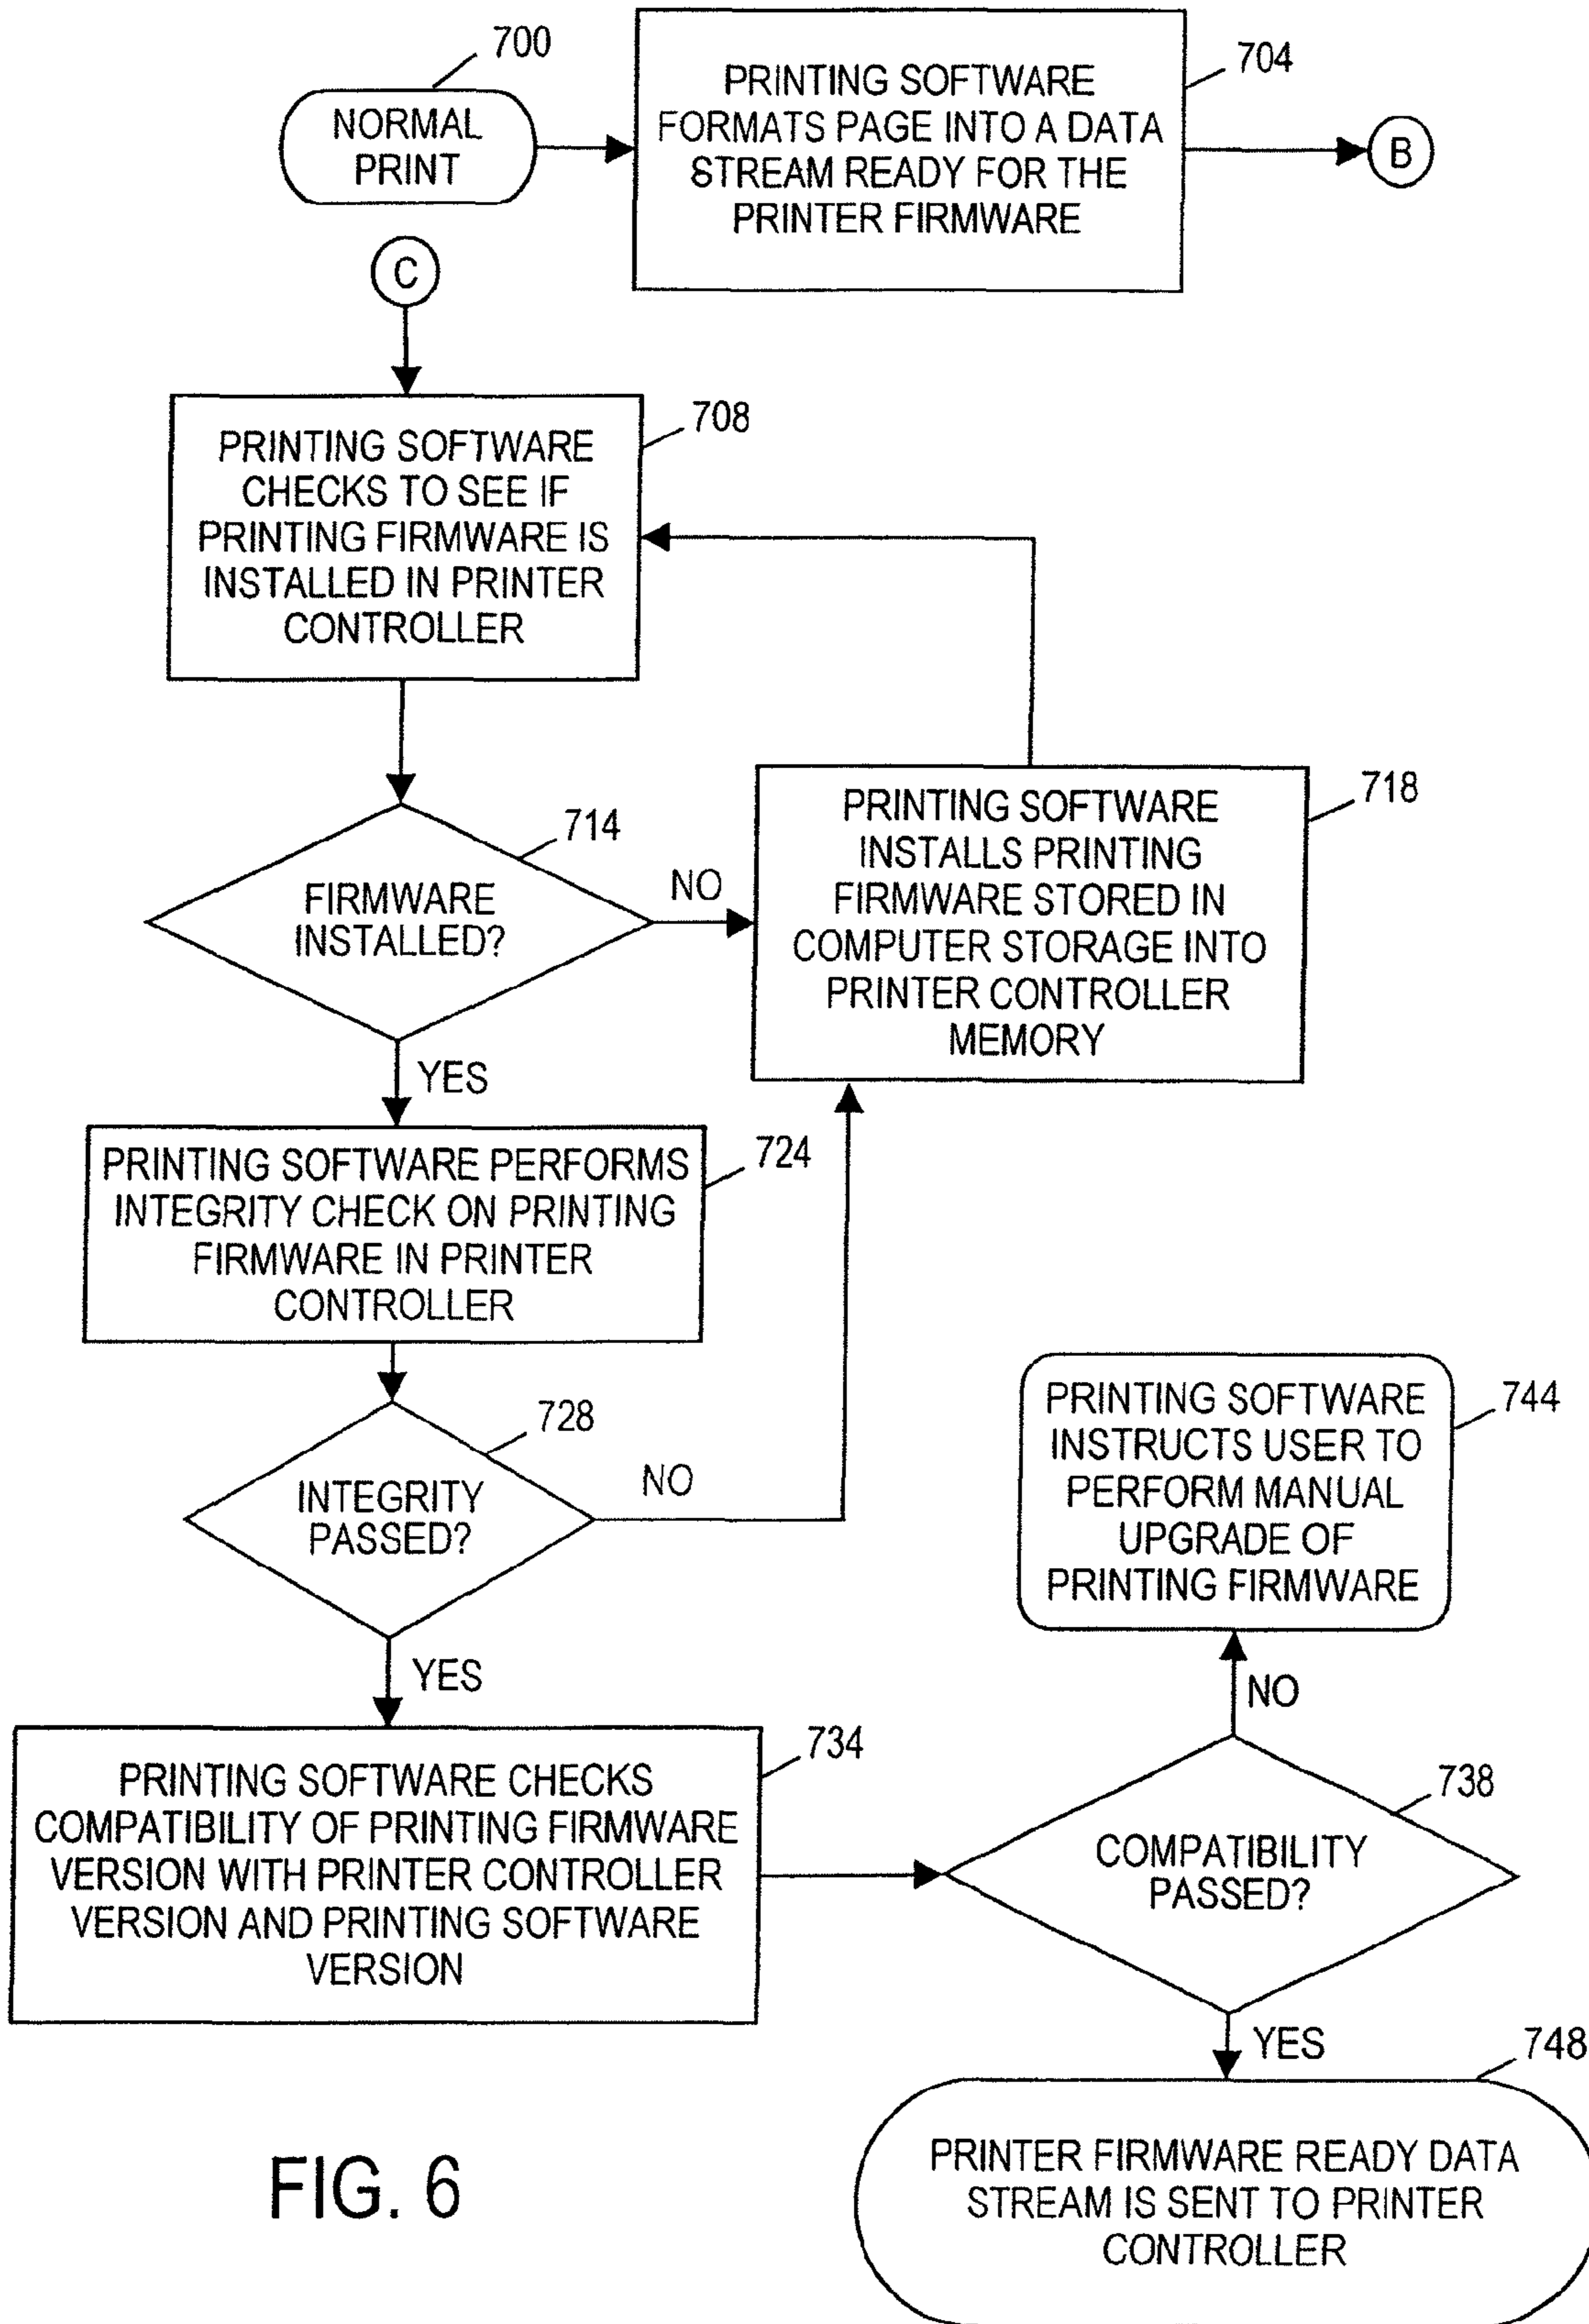 700
NORMAL
PRINT
PRINTING SOFTWARE
FORMATS PAGE INTO A DATA
STREAM READY FOR THE
PRINTER FIRMWARE
704
B
C
PRINTING SOFTWARE
CHECKS TO SEE IF
PRINTING FIRMWARE IS
INSTALLED IN PRINTER
CONTROLLER
708
FIRMWARE
INSTALLED?
714
NO
PRINTING SOFTWARE
INSTALLS PRINTING
FIRMWARE STORED IN
COMPUTER STORAGE INTO
PRINTER CONTROLLER
MEMORY
718
YES
PRINTING SOFTWARE PERFORMS
INTEGRITY CHECK ON PRINTING
FIRMWARE IN PRINTER
CONTROLLER
724
INTEGRITY
PASSED?
728
NO
YES
PRINTING SOFTWARE CHECKS
COMPATIBILITY OF PRINTING FIRMWARE
VERSION WITH PRINTER CONTROLLER
VERSION AND PRINTING SOFTWARE
VERSION
734
PRINTING SOFTWARE
INSTRUCTS USER TO
PERFORM MANUAL
UPGRADE OF
PRINTING FIRMWARE
744
NO
COMPATIBILITY
PASSED?
738
YES
748
PRINTER FIRMWARE READY DATA
STREAM IS SENT TO PRINTER
CONTROLLER
FIG. 6